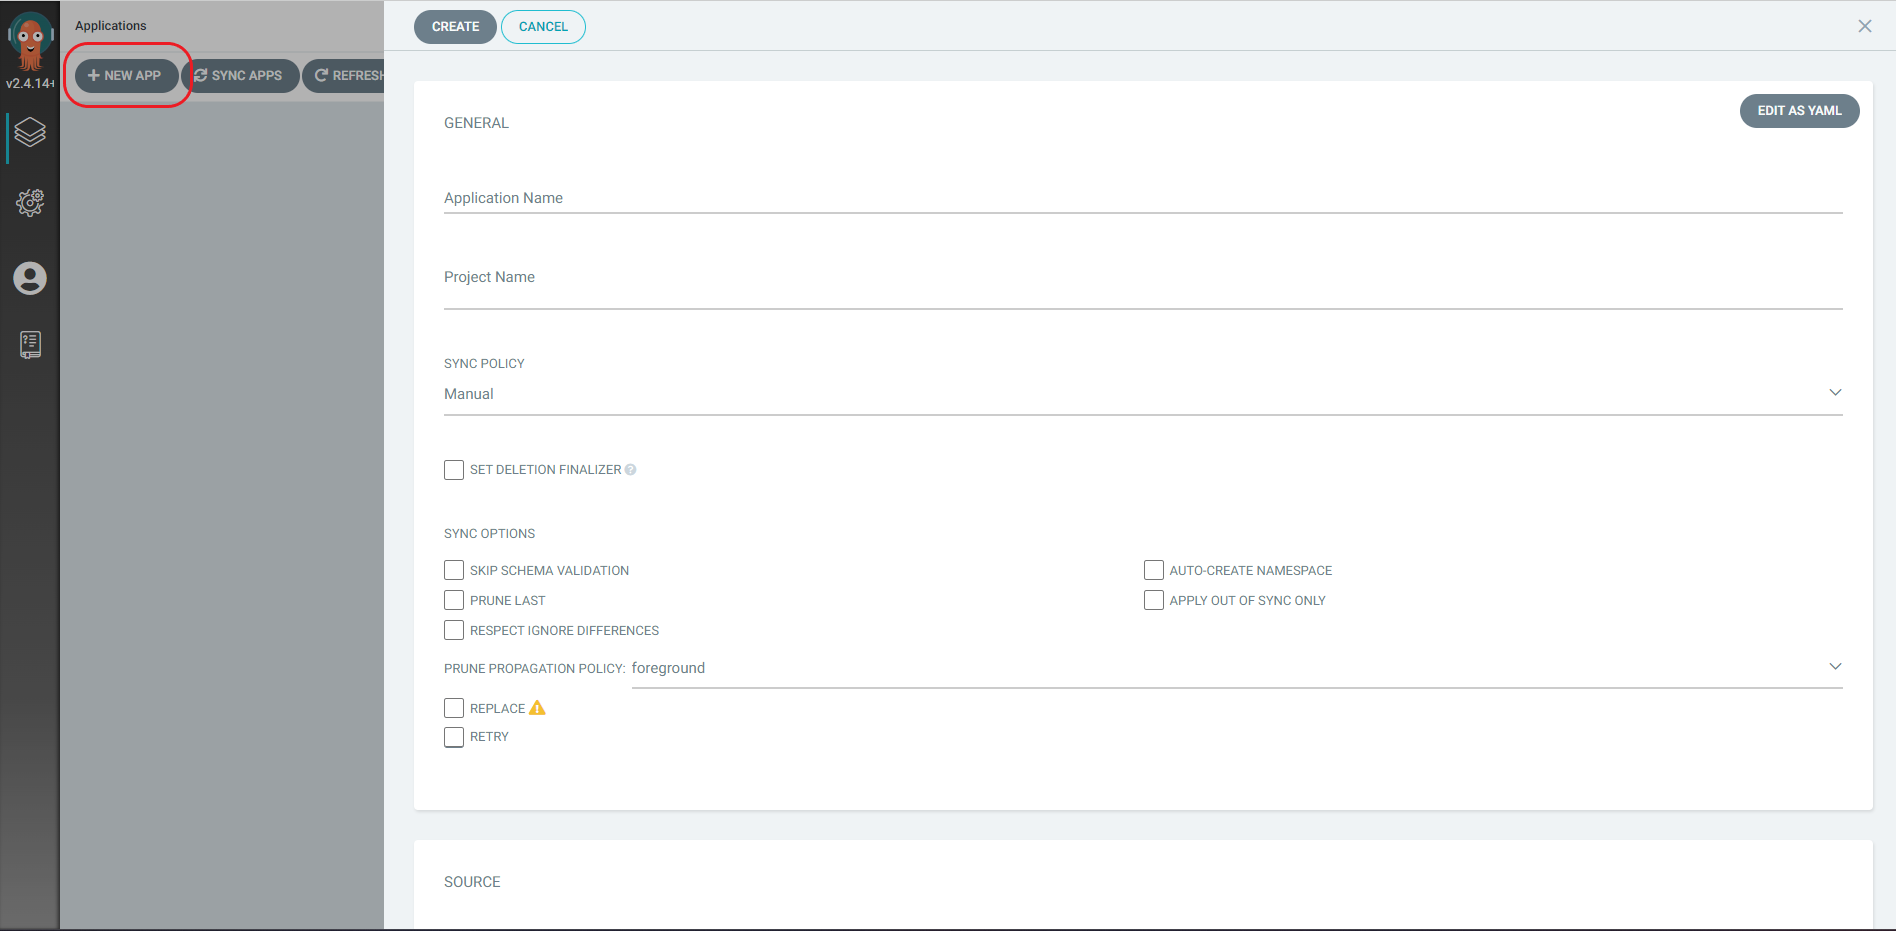 v2.4.14+
Applications
NEW APP
SYNC APPS
REFRESH
CREATE
CANCEL
GENERAL
EDIT AS YAML
Application Name
Project Name
SYNC POLICY
Manual
SET DELETION FINALIZER
SYNC OPTIONS
SKIP SCHEMA VALIDATION
AUTO-CREATE NAMESPACE
PRUNE LAST
APPLY OUT OF SYNC ONLY
RESPECT IGNORE DIFFERENCES
PRUNE PROPAGATION POLICY: foreground
REPLACE
RETRY
SOURCE